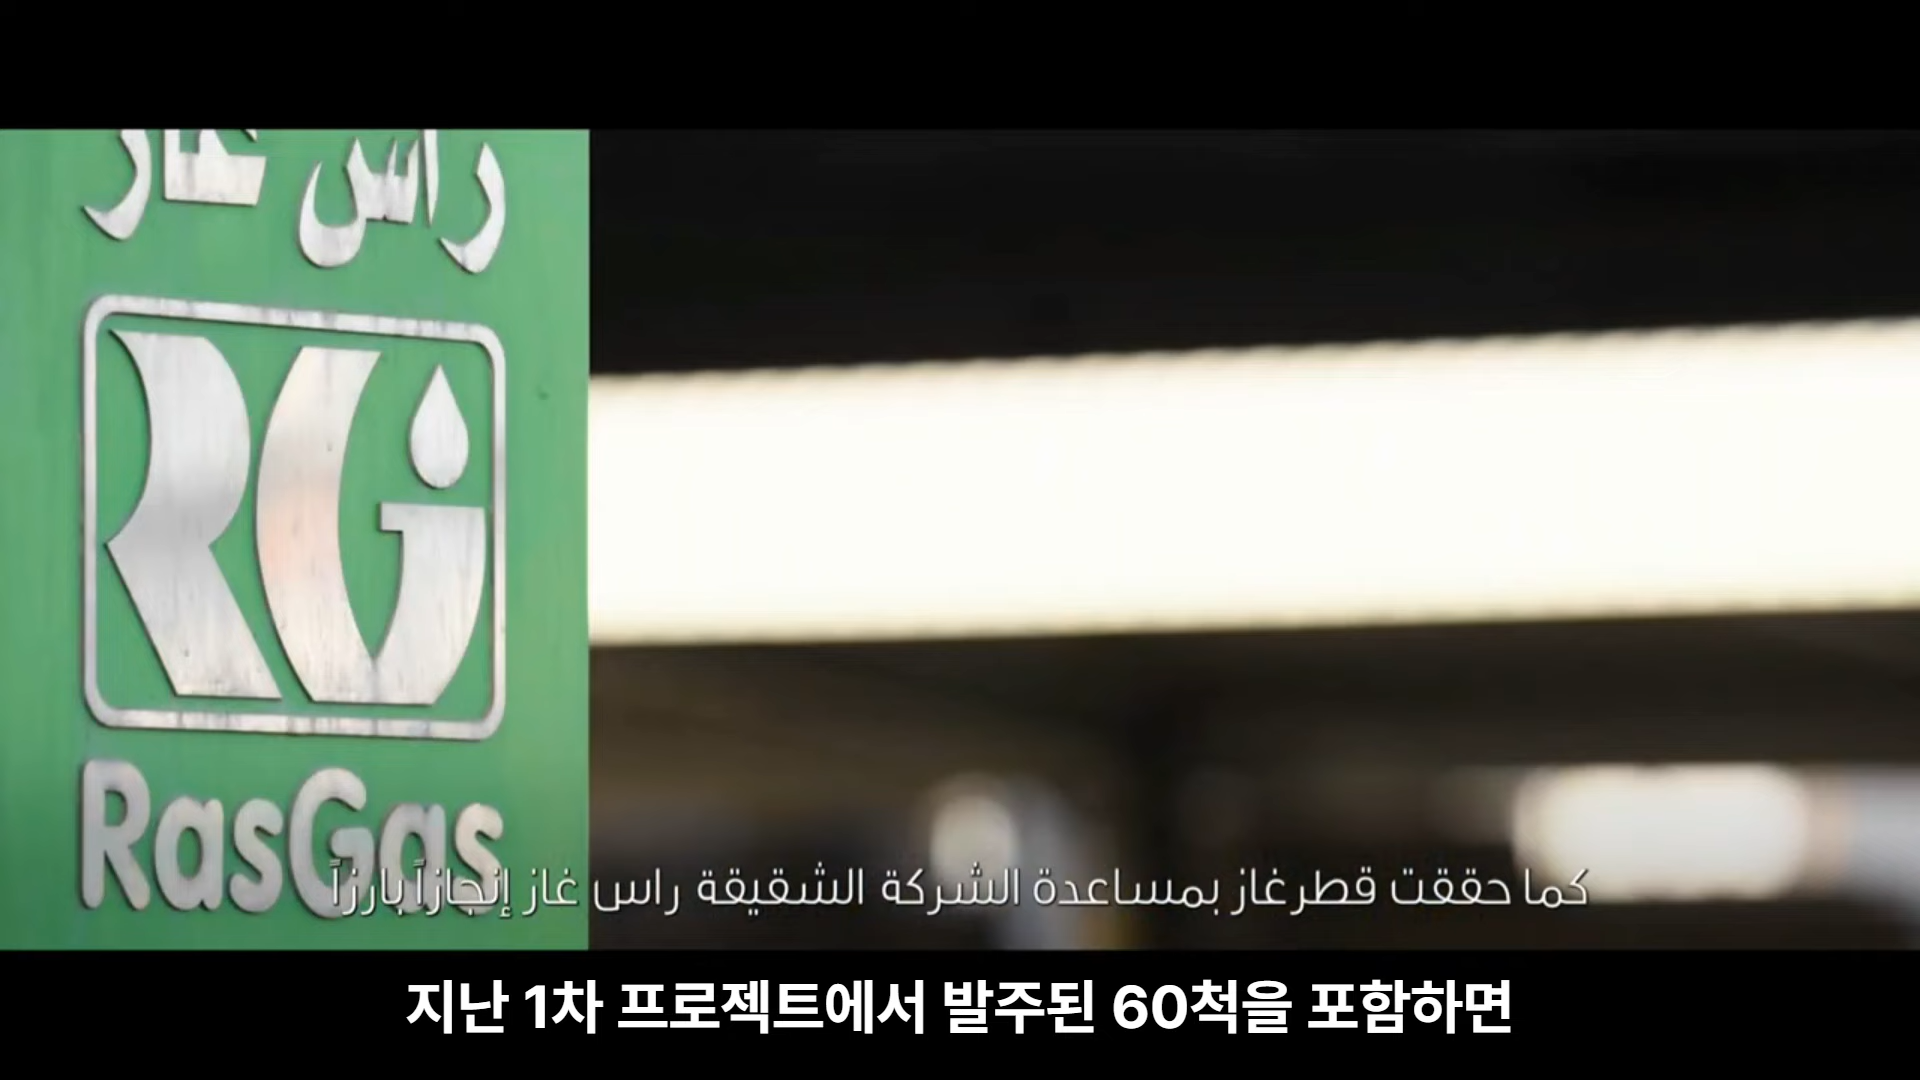 راس غاز
RG
RasGas
كما حققت قطرغاز بمساعدة الشركة الشقيقة راس غاز إنجازاً بارزاً
지난 1차 프로젝트에서 발주된 60척을 포함하면